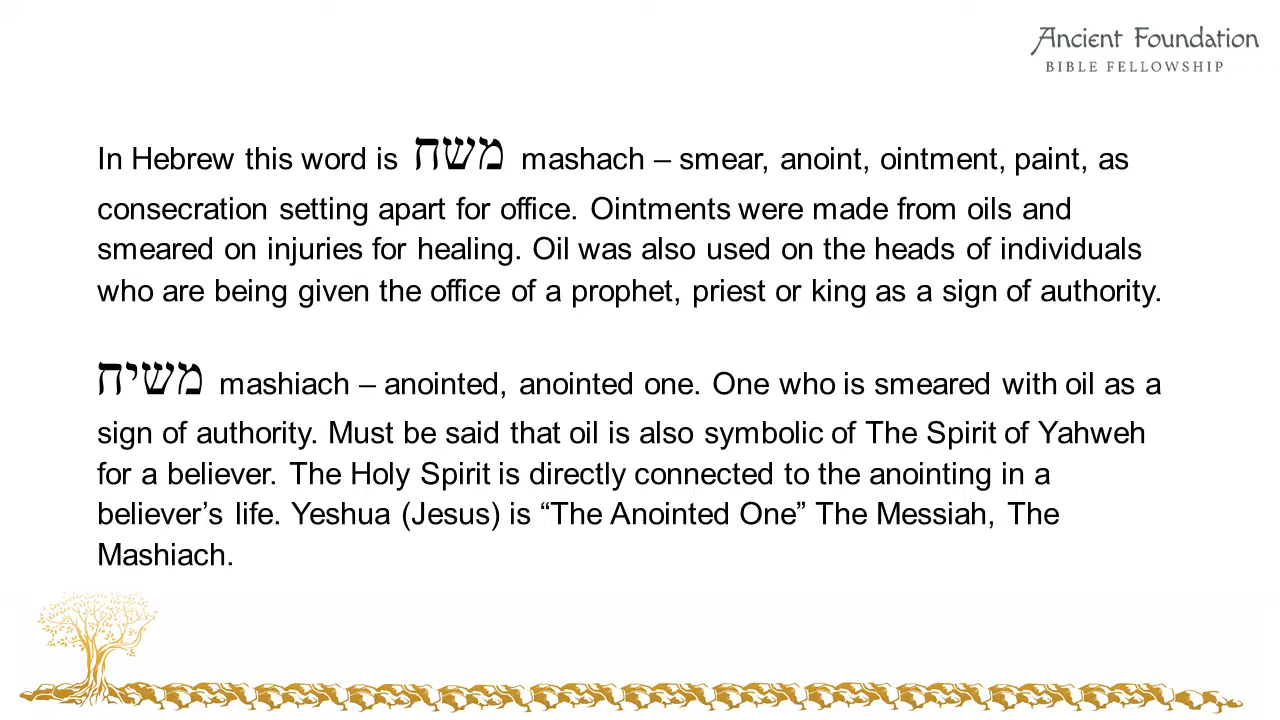 Ancient Foundation
BIBLE FELLOWSHIP
In Hebrew this word is משח mashach – smear, anoint, ointment, paint, as
consecration setting apart for office. Ointments were made from oils and
smeared on injuries for healing. Oil was also used on the heads of individuals
who are being given the office of a prophet, priest or king as a sign of authority.
משיח mashiach – anointed, anointed one. One who is smeared with oil as a
sign of authority. Must be said that oil is also symbolic of The Spirit of Yahweh
for a believer. The Holy Spirit is directly connected to the anointing in a
believer’s life. Yeshua (Jesus) is “The Anointed One” The Messiah, The
Mashiach.